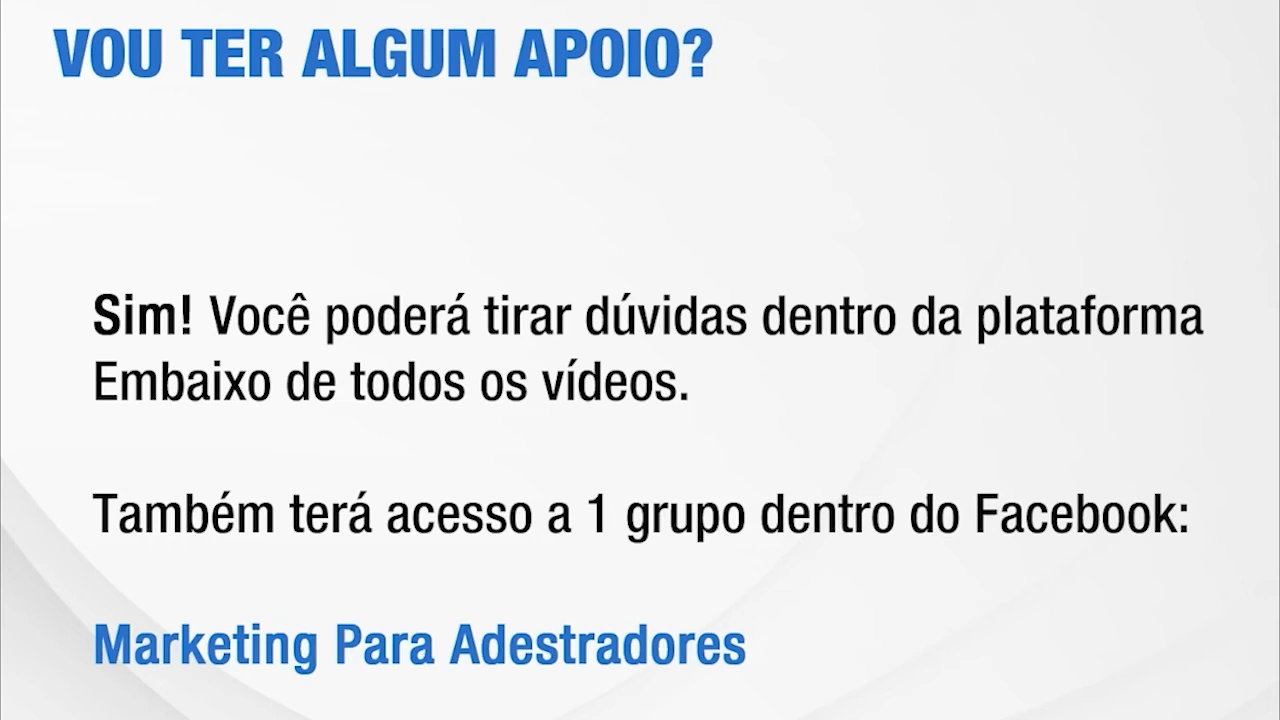 VOU TER ALGUM APOIO?
Sim! Você poderá tirar dúvidas dentro da plataforma
Embaixo de todos os vídeos.
Também terá acesso a 1 grupo dentro do Facebook:
Marketing Para Adestradores